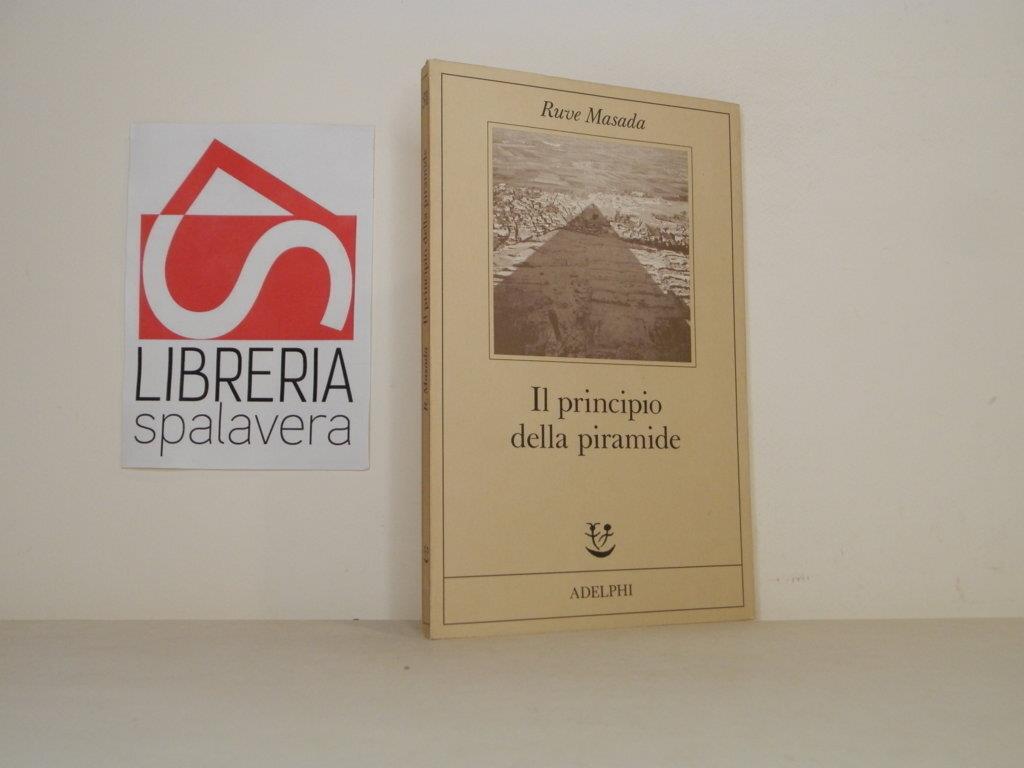 LIBRERIA
spalavera
R. Masada Il principio della piramide
Ruve Masada
Il principio
della piramide
ADELPHI